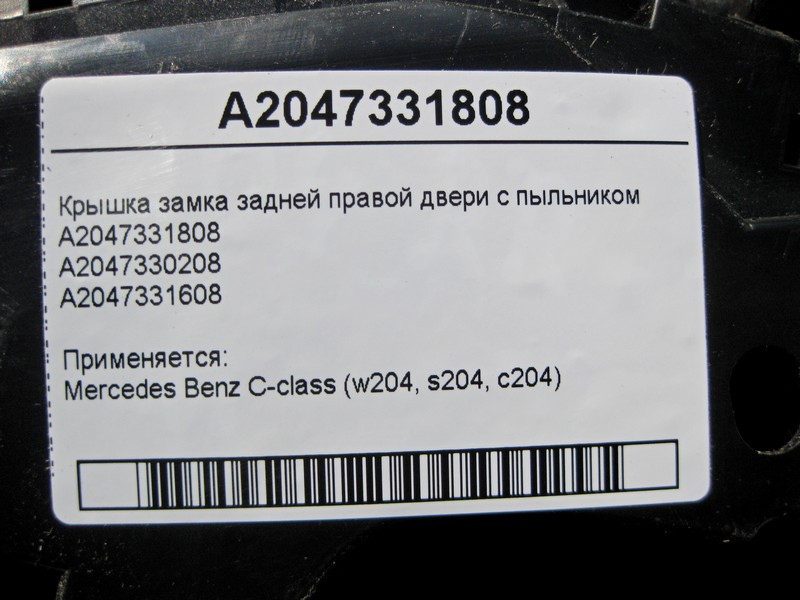 A2047331808
Крышка замка задней правой двери с пыльником
A2047331808
A2047330208
A2047331608
Применяется:
Mercedes Benz C-class (w204, s204, c204)